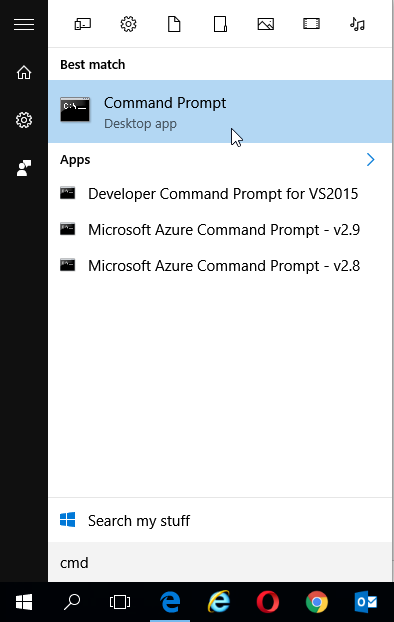 Best match
Command Prompt
Desktop app
Apps
Developer Command Prompt for VS2015
Microsoft Azure Command Prompt - v2.9
Microsoft Azure Command Prompt - v2.8
Search my stuff
cmd